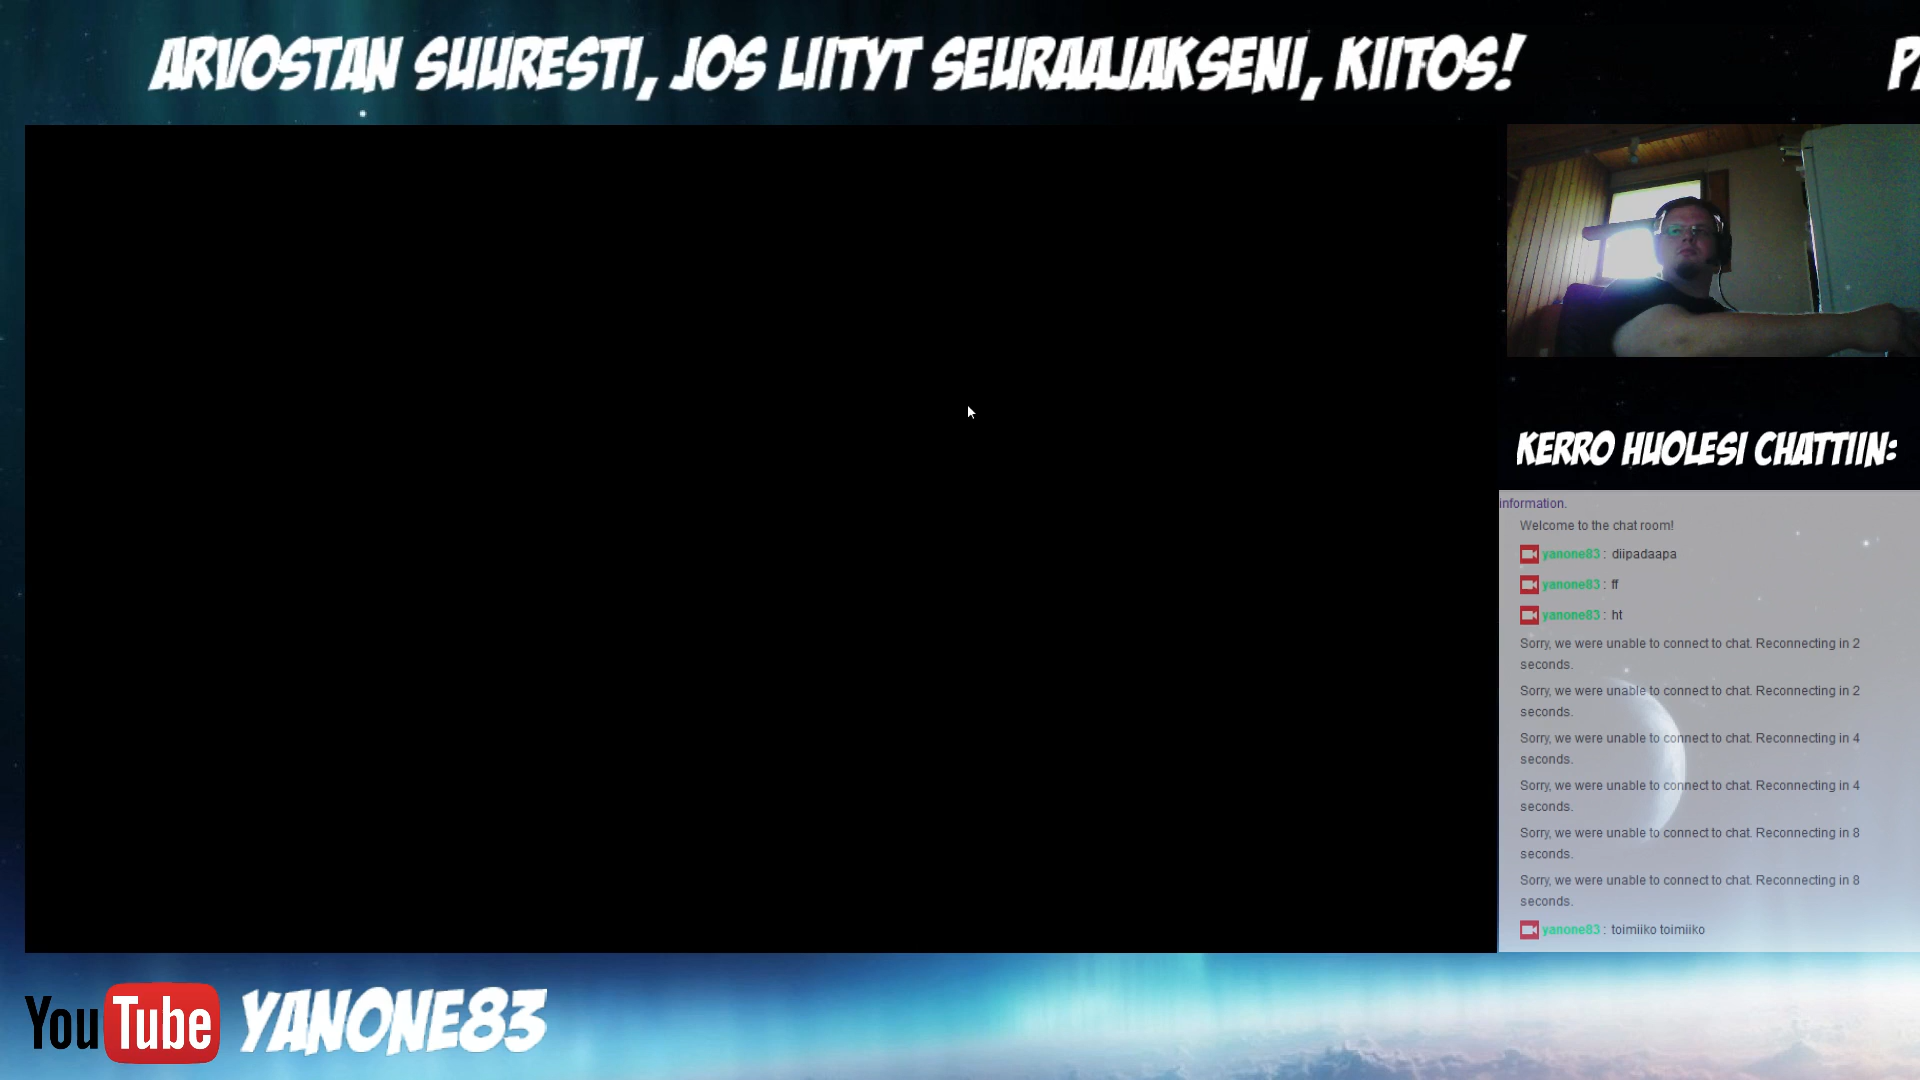 ARVOSTAN SUURESTI, JOS LIITYT SEURAAJAKSENI, KIITOS!
KERRO HUOLESI CHATTIIN:
information.
Welcome to the chat room!
yanone83: diipadaapa
yanone83: ff
yanone83: ht
Sorry, we were unable to connect to chat. Reconnecting in 2
seconds.
Sorry, we were unable to connect to chat. Reconnecting in 2
seconds.
Sorry, we were unable to connect to chat. Reconnecting in 4
seconds.
Sorry, we were unable to connect to chat. Reconnecting in 4
seconds.
Sorry, we were unable to connect to chat. Reconnecting in 8
seconds.
Sorry, we were unable to connect to chat. Reconnecting in 8
seconds.
yanone83: toimiiko toimiiko
YouTube YANONE83